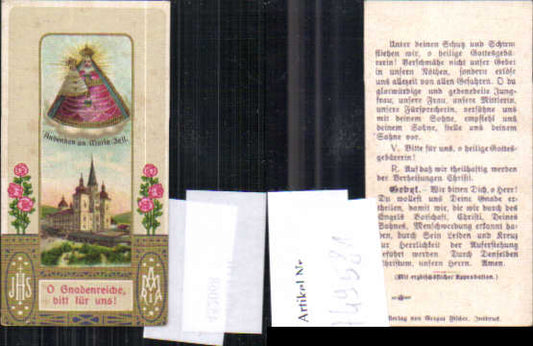 Andenken an Maria-Zell.
JHS
O Gnadenreiche,
bitt für uns!
MARIA
Artikel Nr
Unter deinen Schutz und Schirm
fliehen wir, o heilige Gottesgebä-
rerin! Verschmähe nicht unser Gebet
in unsern Nöthen, sondern erlöse
uns allezeit von allen Gefahren. O du
glorwürdige und gebenedeite Jung-
frau, unsere Frau, unsere Mittlerin,
unsere Fürsprecherin, versöhne uns
mit deinem Sohne, empfiehl uns
deinem Sohne, stelle uns deinem
Sohne vor.
V. Bitte für uns, o heilige Gottes-
gebärerin!
R. Auf daß wir theilhaftig werden
der Verheißungen Christi.
Gebet. Wir bitten Dich, o Herr!
Du wollest uns Deine Gnade er-
theilen, damit wir, die wir durch des
Engels Botschaft, Christi, Deines
Sohnes, Menschwerdung erkannt ha-
ben, durch Sein Leiden und Kreuz
zur Herrlichkeit der Auferstehung
geführt werden Durch Denselben
Christum, unsern Herrn. Amen
(Mit erzbischöflicher Approbation.)
Verlag von Gregor Fischer, Innsbruck.